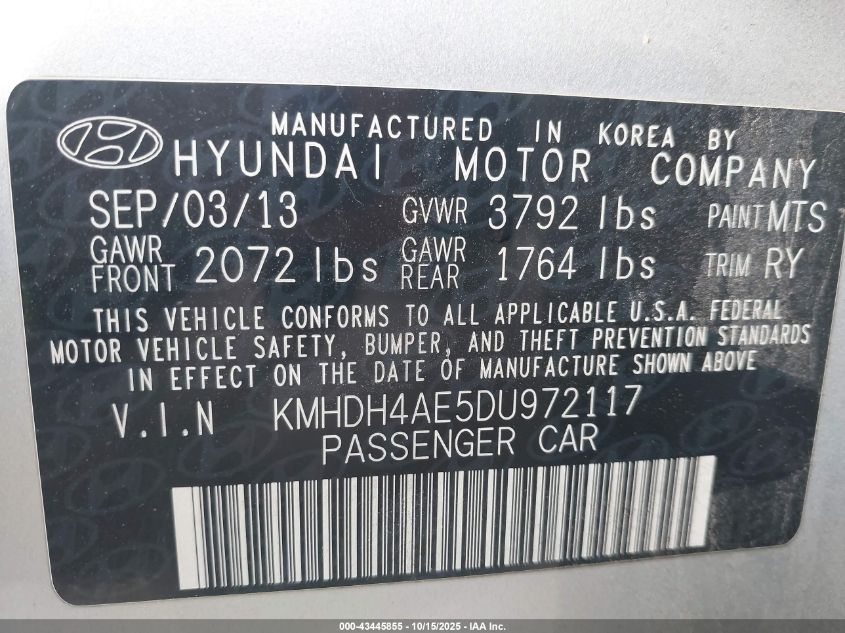 MANUFACTURED IN KOREA BY
HYUNDAI MOTOR COMPANY
SEP/03/13 GVWR 3792 lbs PAINT MTS
GAWR FRONT 2072 lbs GAWR REAR 1764 lbs TRIM RY
THIS VEHICLE CONFORMS TO ALL APPLICABLE U.S.A. FEDERAL
MOTOR VEHICLE SAFETY, BUMPER, AND THEFT PREVENTION STANDARDS
IN EFFECT ON THE DATE OF MANUFACTURE SHOWN ABOVE
V.I.N KMHDH4AE5DU972117
PASSENGER CAR
000-43445855 - 10/15/2025 - IAA Inc.